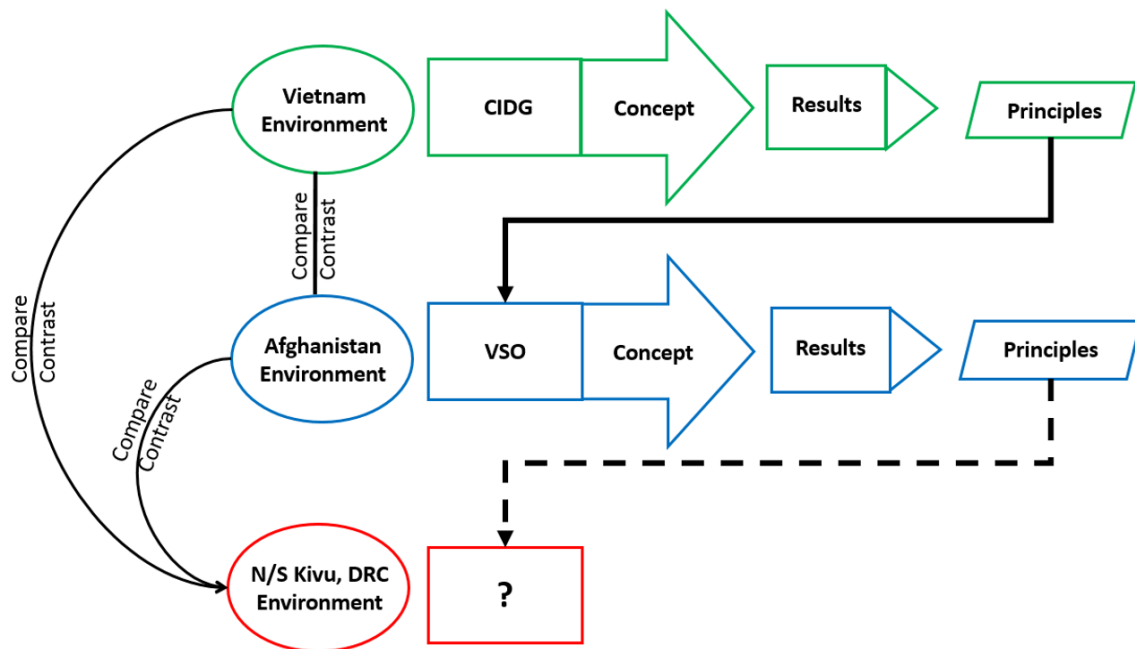 Vietnam
Environment
CIDG
Concept
Results
Principles
Compare
Contrast
Compare
Contrast
Afghanistan
Environment
VSO
Concept
Results
Principles
Compare
Contrast
N/S Kivu, DRC
Environment
?